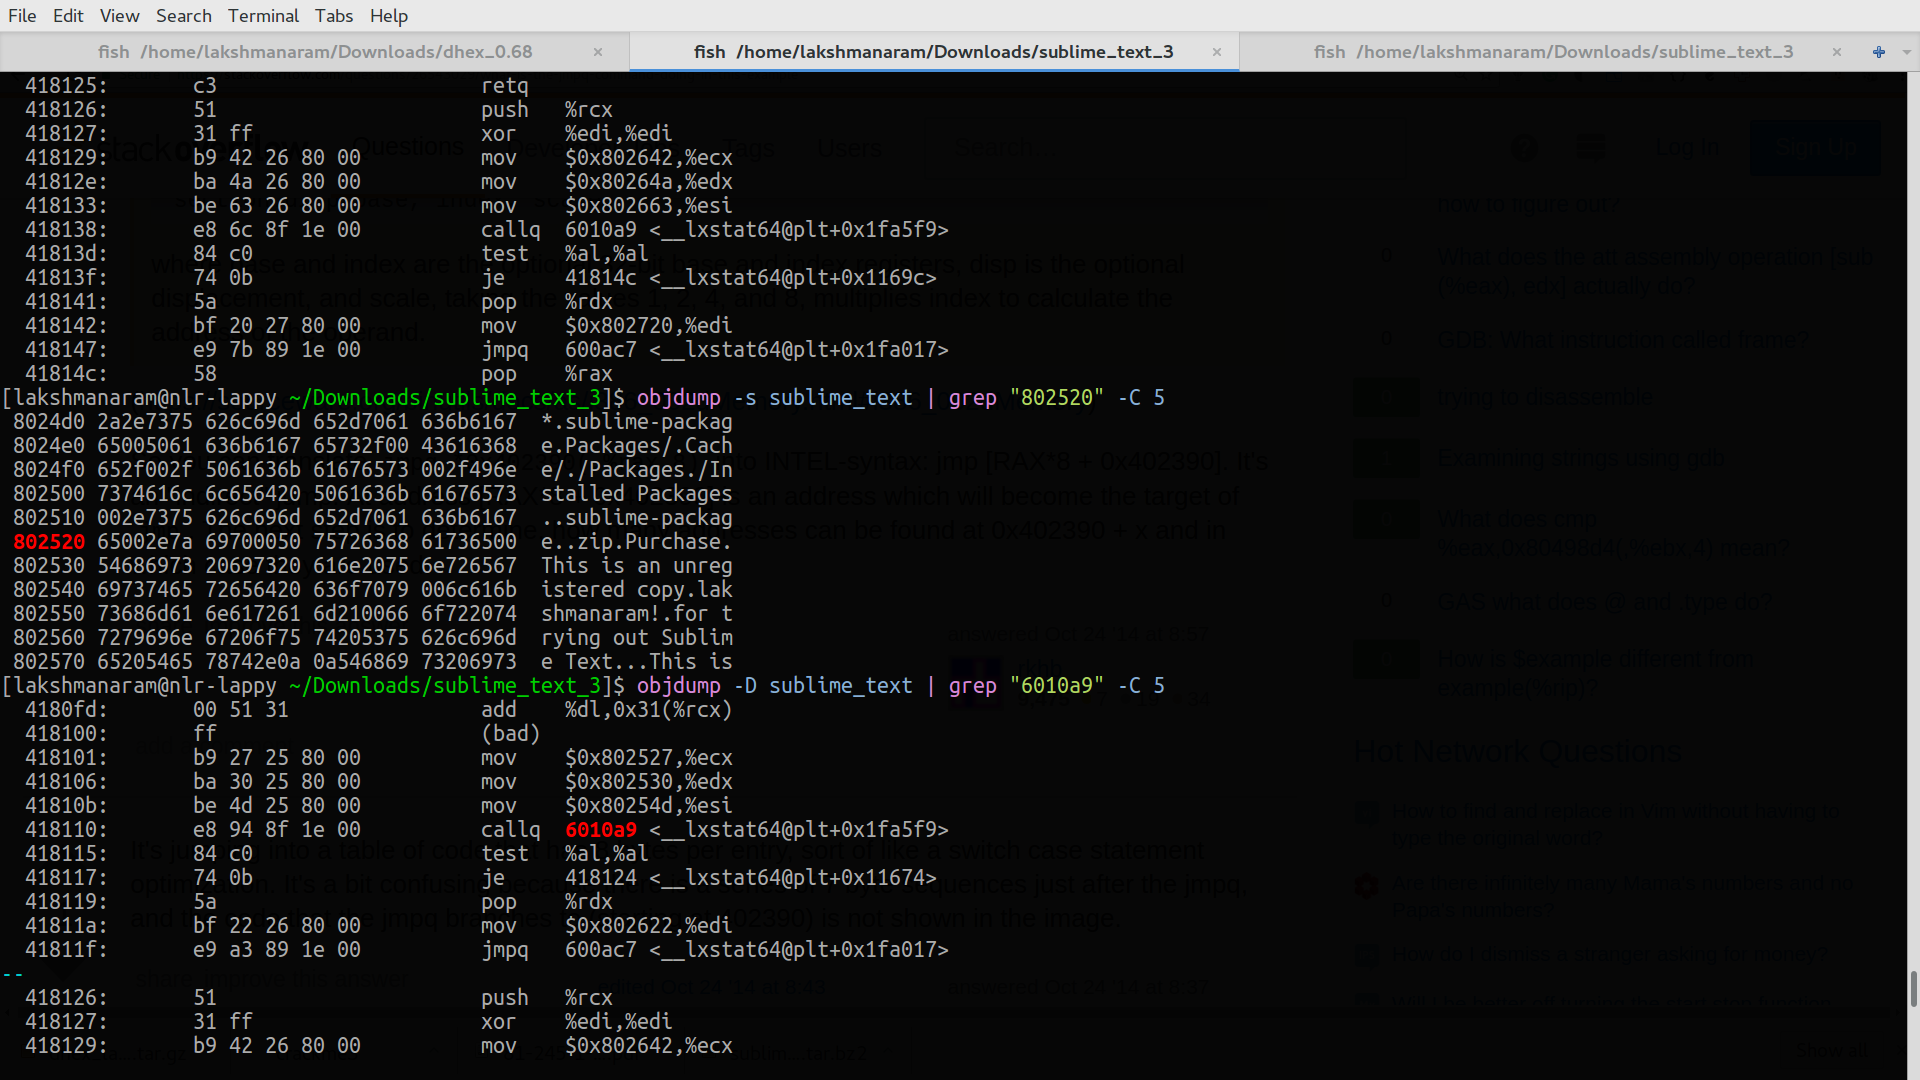 File Edit View Search Terminal Tabs Help
fish /home/lakshmanaram/Downloads/dhex_0.68 × fish /home/lakshmanaram/Downloads/sublime_text_3 × fish /home/lakshmanaram/Downloads/sublime_text_3 ×
418125: c3 retq
418126: 51 push %rcx
418127: 31 ff xor %edi,%edi
418129: b9 42 26 80 00 mov $0x802642,%ecx
41812e: ba 4a 26 80 00 mov $0x80264a,%edx
418133: be 63 26 80 00 mov $0x802663,%esi
418138: e8 6c 8f 1e 00 callq 6010a9 <__lxstat64@plt+0x1fa5f9>
41813d: 84 c0 test %al,%al
41813f: 74 0b je 41814c <__lxstat64@plt+0x1169c>
418141: 5a pop %rdx
418142: bf 20 27 80 00 mov $0x802720,%edi
418147: e9 7b 89 1e 00 jmpq 600ac7 <__lxstat64@plt+0x1fa017>
41814c: 58 pop %rax
[lakshmanaram@nlr-lappy ~/Downloads/sublime_text_3]$ objdump -s sublime_text | grep "802520" -C 5
8024d0 2a2e7375 626c696d 652d7061 636b6167 *.sublime-packag
8024e0 65005061 636b6167 65732f00 43616368 e.Packages/.Cach
8024f0 652f002f 5061636b 61676573 002f496e e/./Packages./In
802500 7374616c 6c656420 5061636b 61676573 stalled Packages
802510 002e7375 626c696d 652d7061 636b6167 ..sublime-packag
802520 65002e7a 69700050 75726368 61736500 e..zip.Purchase.
802530 54686973 20697320 616e2075 6e726567 This is an unreg
802540 69737465 72656420 636f7079 006c616b istered copy.lak
802550 73686d61 6e617261 6d210066 6f722074 shmanaram!.for t
802560 7279696e 67206f75 74205375 626c696d rying out Sublim
802570 65205465 78742e0a 0a546869 73206973 e Text...This is
[lakshmanaram@nlr-lappy ~/Downloads/sublime_text_3]$ objdump -D sublime_text | grep "6010a9" -C 5
4180fd: 00 51 31 add %dl,0x31(%rcx)
418100: ff (bad)
418101: b9 27 25 80 00 mov $0x802527,%ecx
418106: ba 30 25 80 00 mov $0x802530,%edx
41810b: be 4d 25 80 00 mov $0x80254d,%esi
418110: e8 94 8f 1e 00 callq 6010a9 <__lxstat64@plt+0x1fa5f9>
418115: 84 c0 test %al,%al
418117: 74 0b je 418124 <__lxstat64@plt+0x11674>
418119: 5a pop %rdx
41811a: bf 22 26 80 00 mov $0x802622,%edi
41811f: e9 a3 89 1e 00 jmpq 600ac7 <__lxstat64@plt+0x1fa017>
--
418126: 51 push %rcx
418127: 31 ff xor %edi,%edi
418129: b9 42 26 80 00 mov $0x802642,%ecx